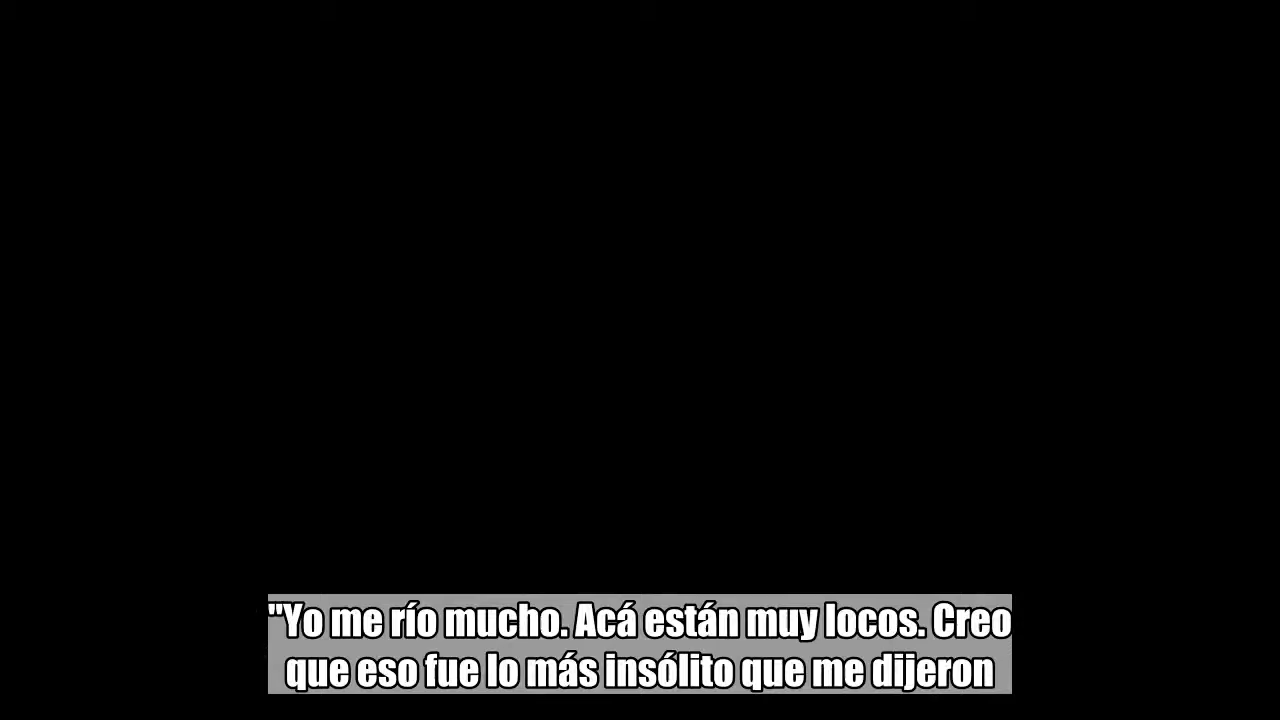 "Yo me río mucho. Acá están muy locos. Creo
que eso fue lo más insólito que me dijeron